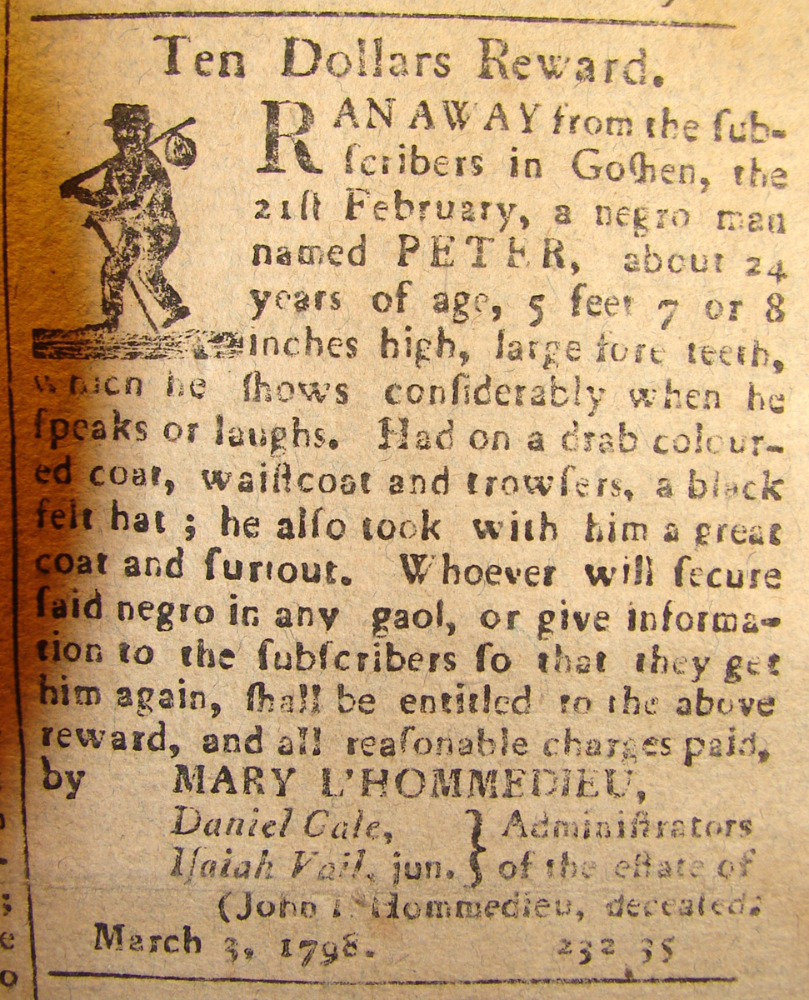 Ten Dollars Reward.
RANAWAY from the ſub-
ſcribers in Goſhen, the
21ſt February, a negro man
named PETER, about 24
years of age, 5 feet 7 or 8
inches high, large fore teeth,
which he ſhows conſiderably when he
ſpeaks or laughs. Had on a drab colour-
ed coat, waiſtcoat and trowſers, a black
felt hat ; he alſo took with him a great
coat and ſurtout. Whoever will ſecure
ſaid negro in any gaol, or give informa-
tion to the ſubſcribers ſo that they get
him again, ſhall be entitled to the above
reward, and all reaſonable charges paid,
by MARY L'HOMMEDIEU,
Daniel Gale, } Adminiſtrators
Iſaiah Vail, jun. } of the eſtate of
(John L'Hommedieu, deceaſed.
March 3, 1798. 232 35